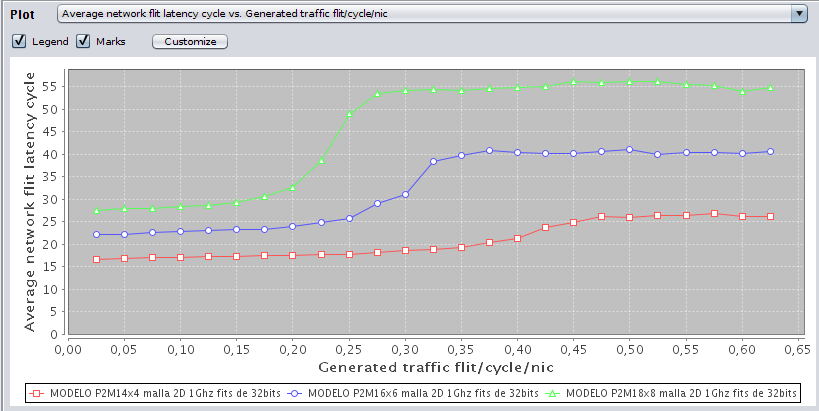 Plot Average network flit latency cycle vs. Generated traffic flit/cycle/nic
Legend Marks Customize
Average network flit latency cycle
55
50
45
40
35
30
25
20
15
10
5
0
0,00 0,05 0,10 0,15 0,20 0,25 0,30 0,35 0,40 0,45 0,50 0,55 0,60 0,65
Generated traffic flit/cycle/nic
MODELO P2M14x4 malla 2D 1Ghz fits de 32bits MODELO P2M16x6 malla 2D 1Ghz fits de 32bits MODELO P2M18x8 malla 2D 1Ghz fits de 32bits